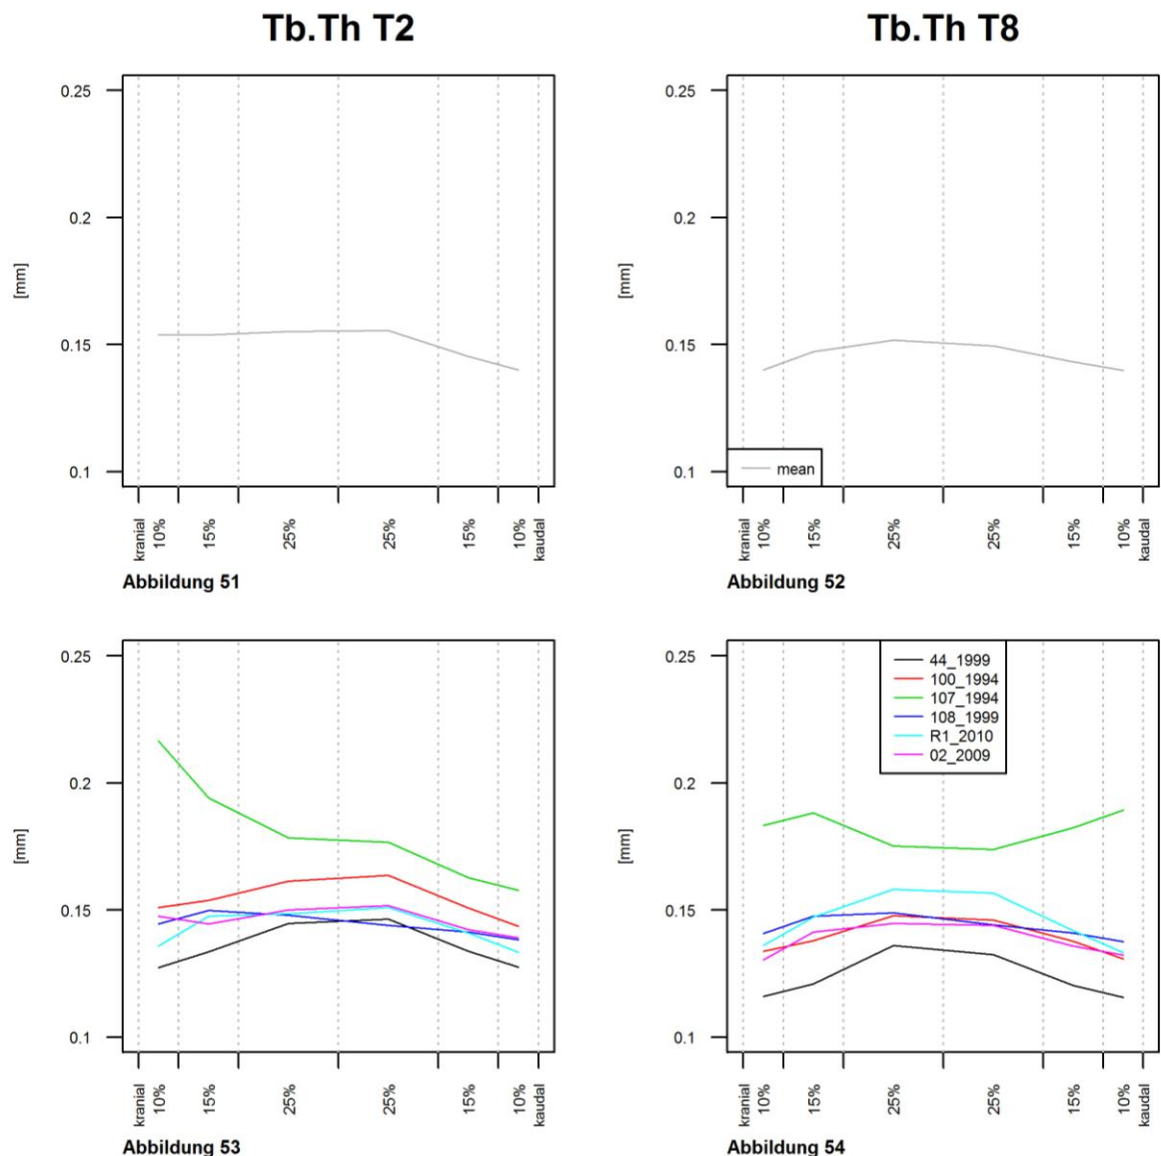 Tb.Th T2
Tb.Th T8
0.25
0.2
0.15
0.1
[mm]
kranial
10%
15%
25%
25%
15%
10%
kaudal
Abbildung 51
0.25
0.2
0.15
0.1
[mm]
mean
kranial
10%
15%
25%
25%
15%
10%
kaudal
Abbildung 52
0.25
0.2
0.15
0.1
[mm]
kranial
10%
15%
25%
25%
15%
10%
kaudal
Abbildung 53
0.25
0.2
0.15
0.1
[mm]
44_1999
100_1994
107_1994
108_1999
R1_2010
02_2009
kranial
10%
15%
25%
25%
15%
10%
kaudal
Abbildung 54